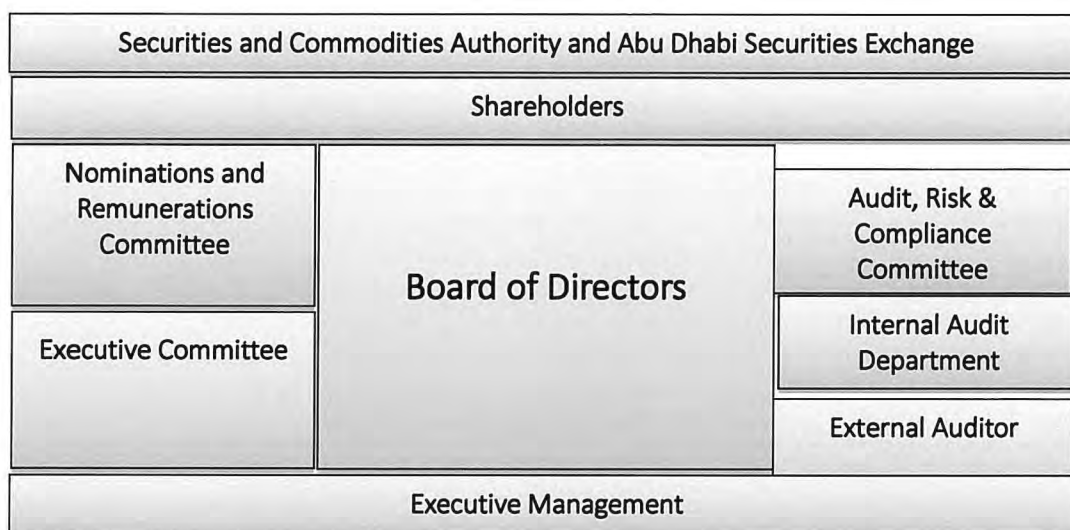 Securities and Commodities Authority and Abu Dhabi Securities Exchange
Shareholders
Nominations and
Remunerations
Committee
Executive Committee
Board of Directors
Audit, Risk &
Compliance
Committee
Internal Audit
Department
External Auditor
Executive Management